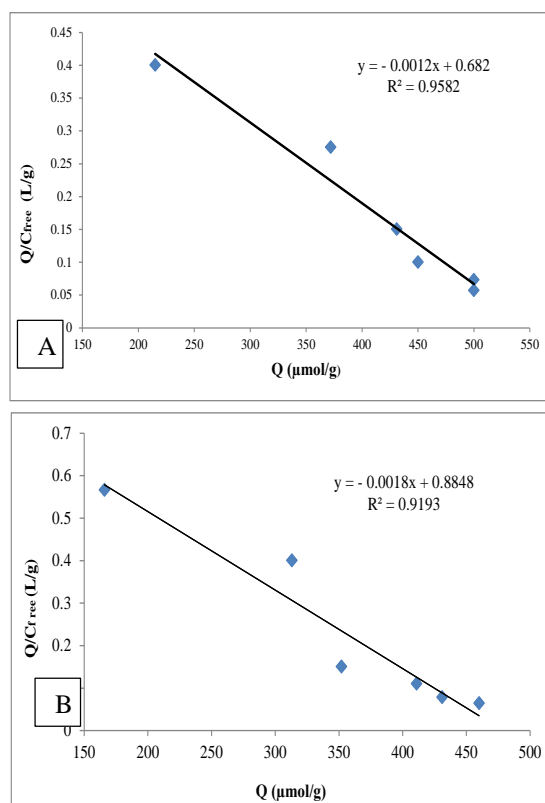 0.45
0.4
0.35
0.3
0.25
0.2
0.15
0.1
0.05
0
Q/Cfree (L/g)
y = - 0.0012x + 0.682
R² = 0.9582
A
150 200 250 300 350 400 450 500
Q (µmol/g)
0.7
0.6
0.5
0.4
0.3
0.2
0
Q/Cf ree (L/g)
y = - 0.0018x + 0.8848
R² = 0.9193
B
150 200 250 300 350 400 450 500
Q (µmol/g)